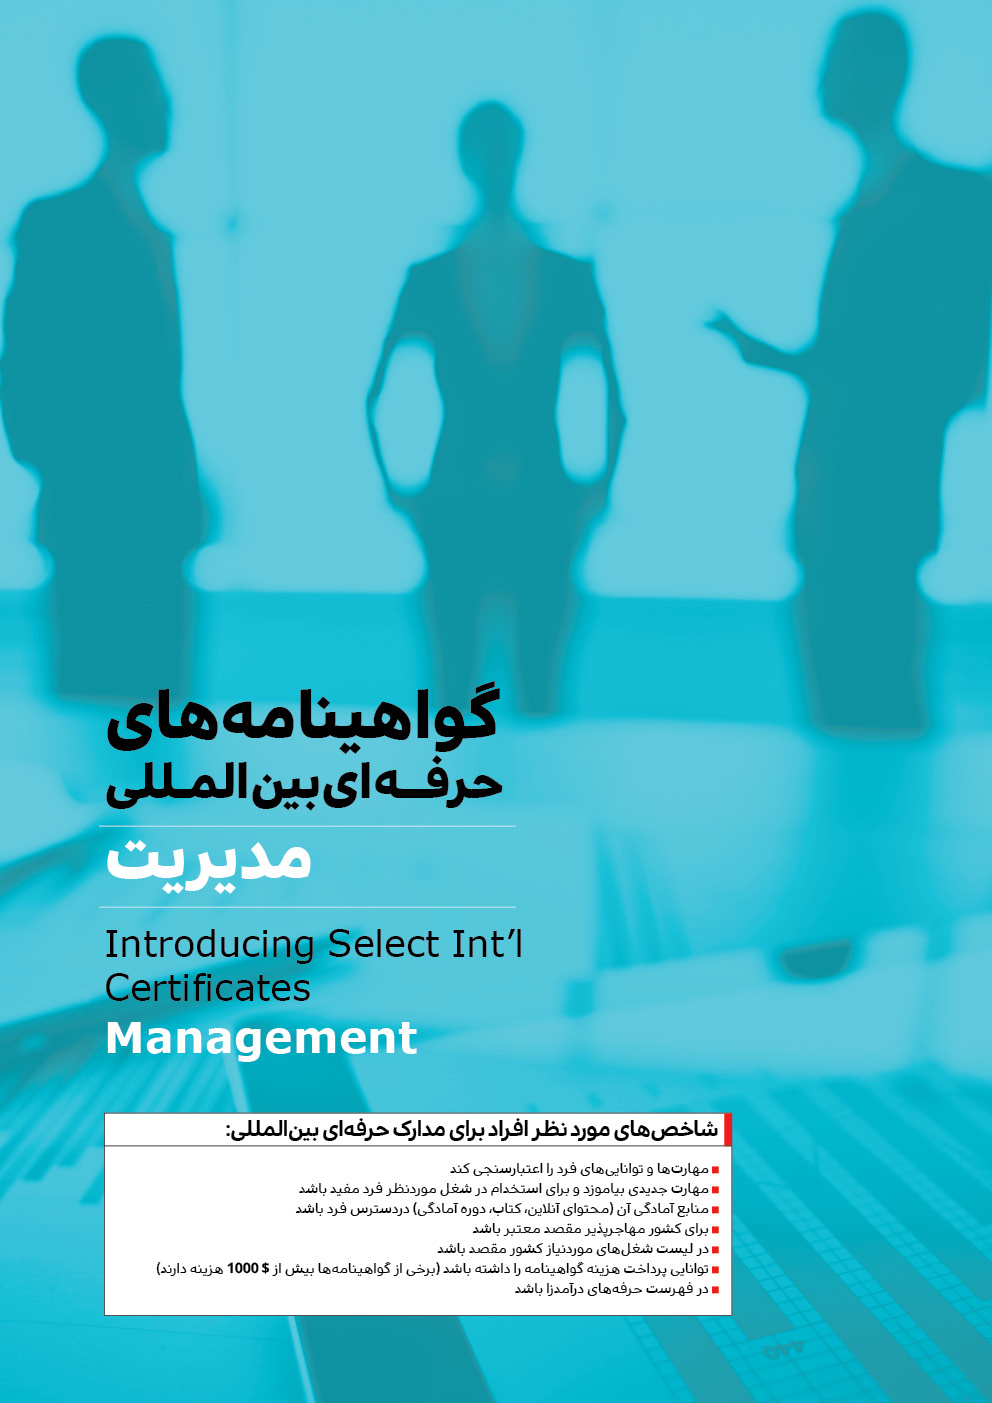 گواهینامه‌های
حرفــه‌ای بین‌المـللی
مدیریت
Introducing Select Int’l
Certificates
Management
شاخص‌های مورد نظر افراد برای مدارک حرفه‌ای بین‌المللی:
مهارت‌ها و توانایی‌های فرد را اعتبارسنجی کند
مهارت جدیدی بیاموزد و برای استخدام در شغل موردنظر فرد مفید باشد
منابع آمادگی آن (محتوای آنلاین، کتاب، دوره آمادگی) دردسترس فرد باشد
برای کشور مهاجرپذیر مقصد معتبر باشد
در لیست شغل‌های موردنیاز کشور مقصد باشد
توانایی پرداخت هزینه گواهینامه را داشته باشد (برخی از گواهینامه‌ها بیش از $ 1000 هزینه دارند)
در فهرست حرفه‌های درآمدزا باشد